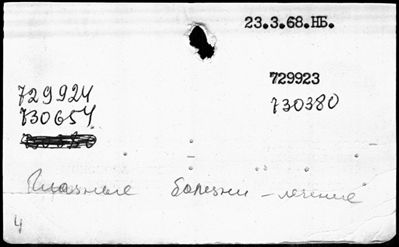 23.3.68.НБ.
729923
729924
730380
730654
Глазные болезни - лечение
4